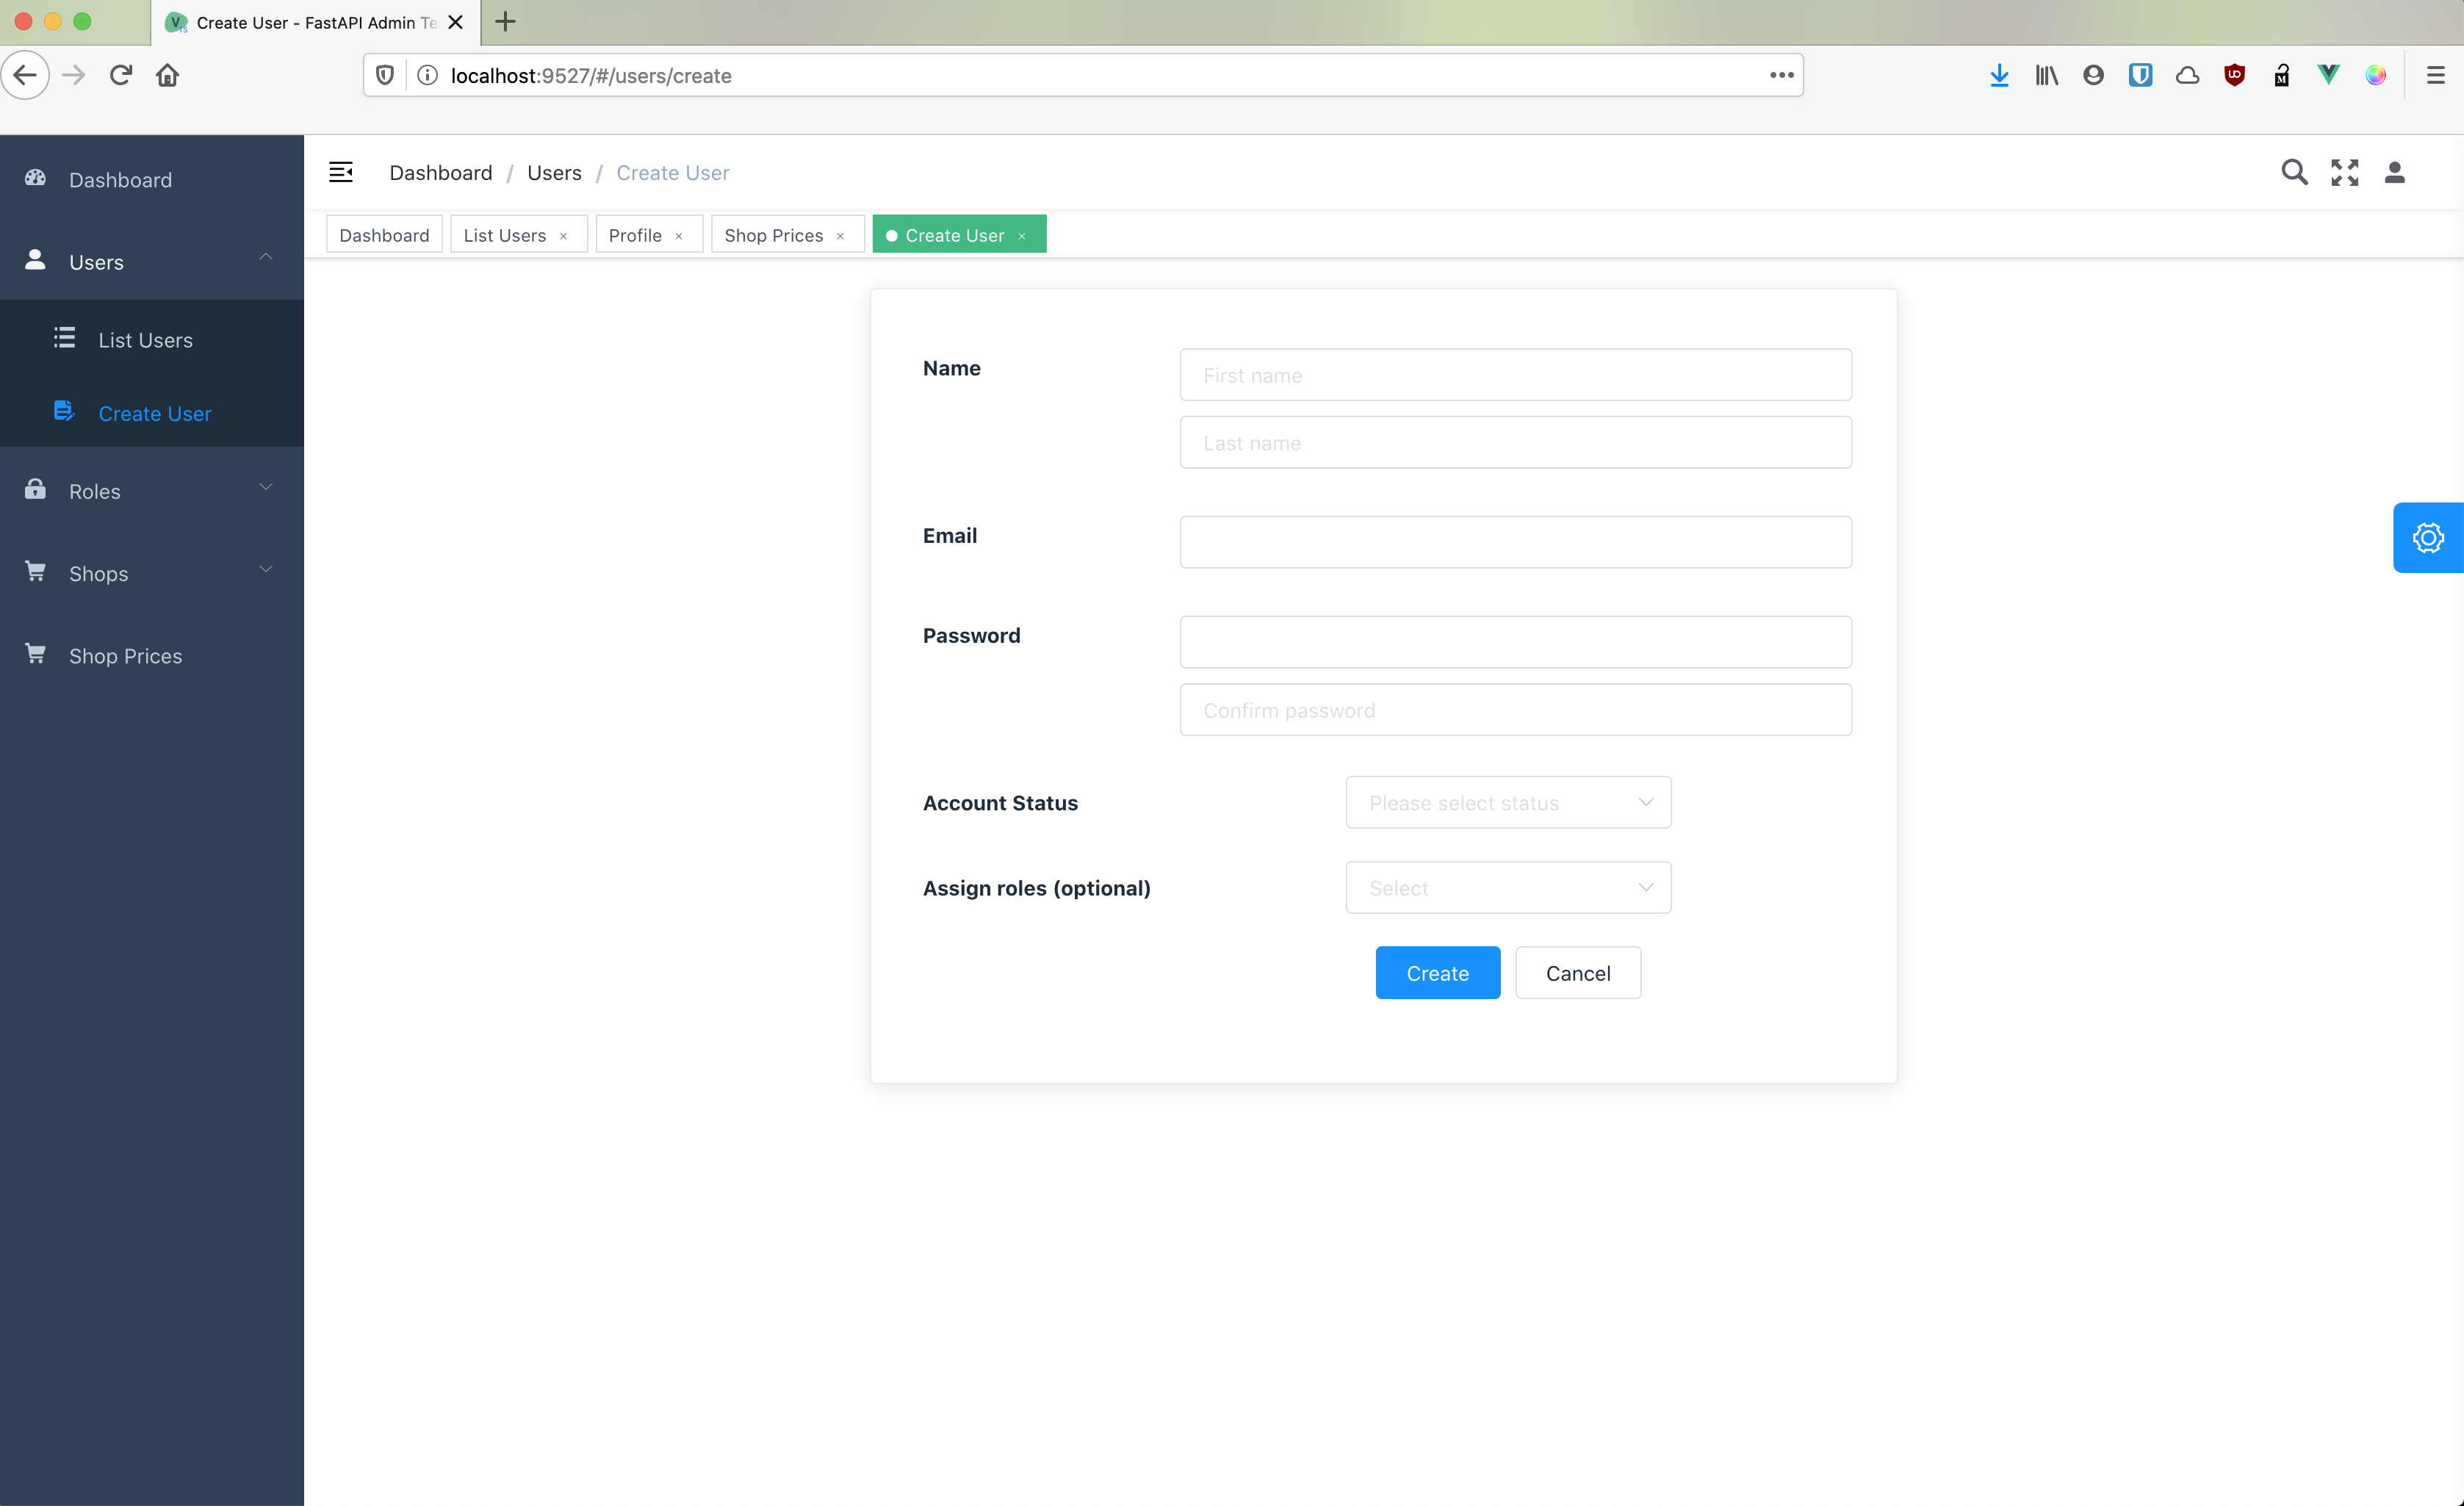 Create User - FastAPI Admin Te
localhost:9527/#/users/create
Dashboard
Users
List Users
Create User
Roles
Shops
Shop Prices
Dashboard / Users / Create User
Dashboard
List Users ×
Profile ×
Shop Prices ×
Create User ×
Name
First name
Last name
Email
Password
Confirm password
Account Status
Please select status
Assign roles (optional)
Select
Create
Cancel